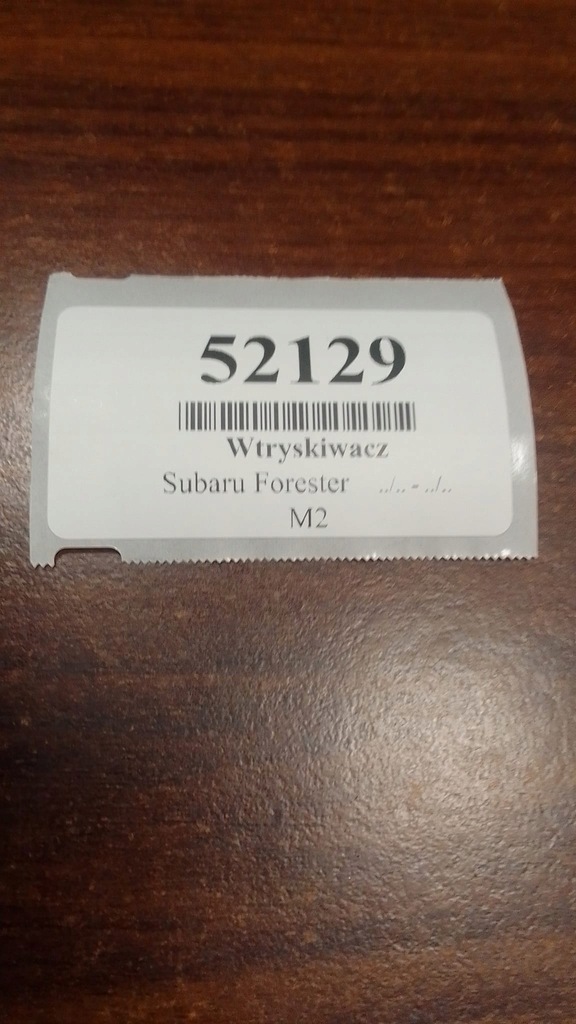 52129
Wtryskiwacz
Subaru Forester ../.. - ../..
M2